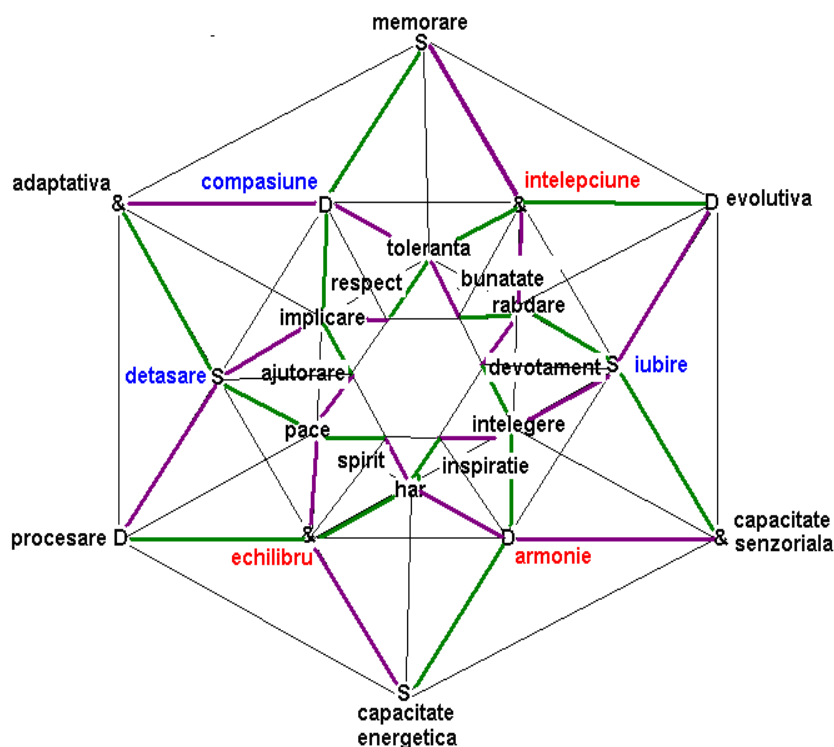 memorare
S
adaptativa
compasiune
intelepciune
& D & D evolutiva
toleranta
respect bunatate
implicare rabdare
detasare S ajutorare devotament S iubire
pace intelegere
spirit inspiratie
har
procesare D & D & capacitate
echilibru armonie senzoriala
S
capacitate
energetica